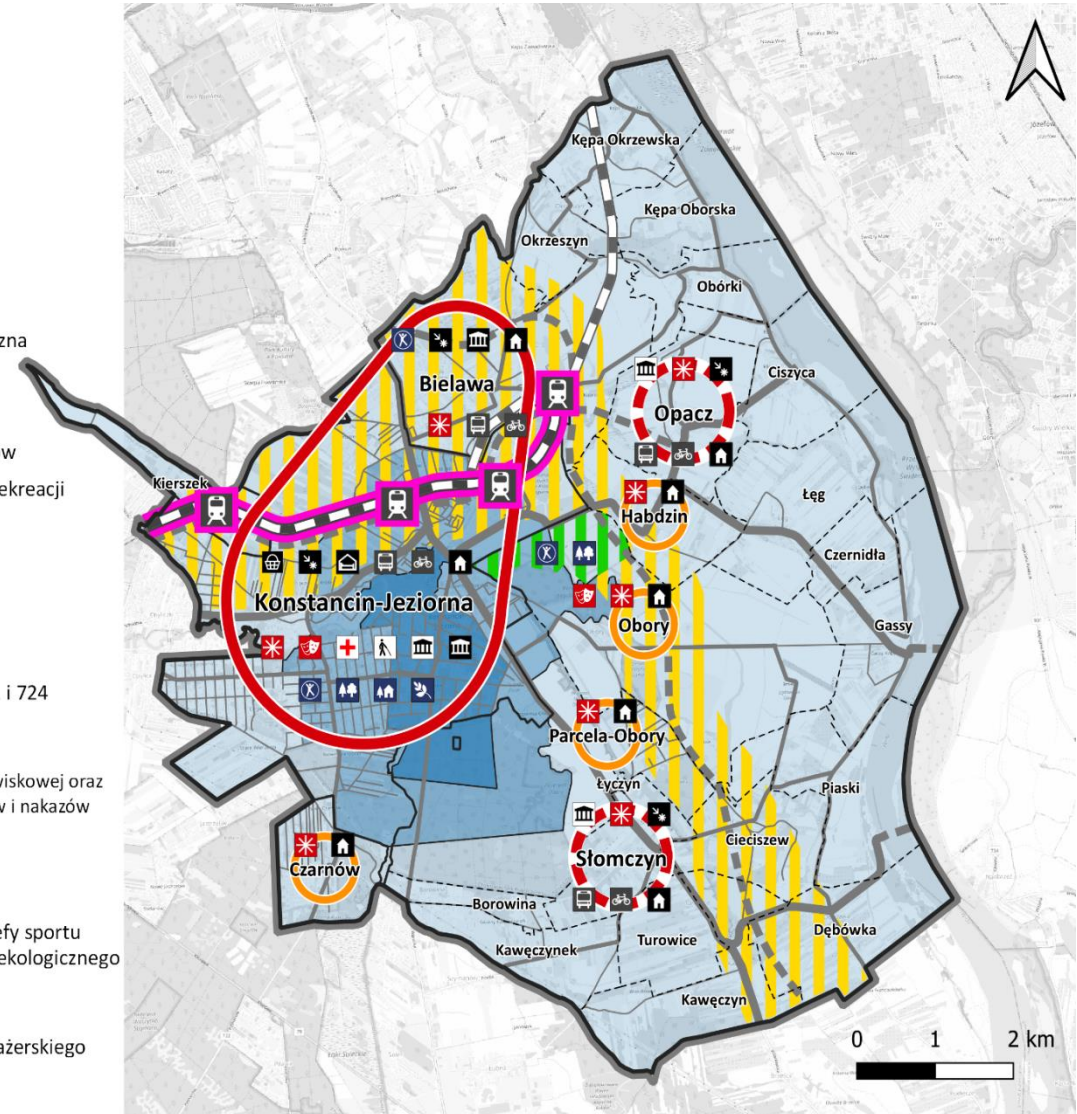 zna
ów
ekreacji
i 724
wiskowej oraz
w i nakazów
efy sportu
ekologicznego
ażerskiego
Kępa Okrzewska
Kępa Oborska
Okrzeszyn
Obórki
Ciszyca
Bielawa
Opacz
Kierszek
Habdzin
Łęg
Czernidła
Konstancin-Jeziorna
Obory
Gassy
Parcela-Obory
Łyczyn
Piaski
Cieciszew
Słomczyn
Czarnów
Borowina
Dębówka
Turowice
Kawęczynek
Kawęczyn
0 1 2 km